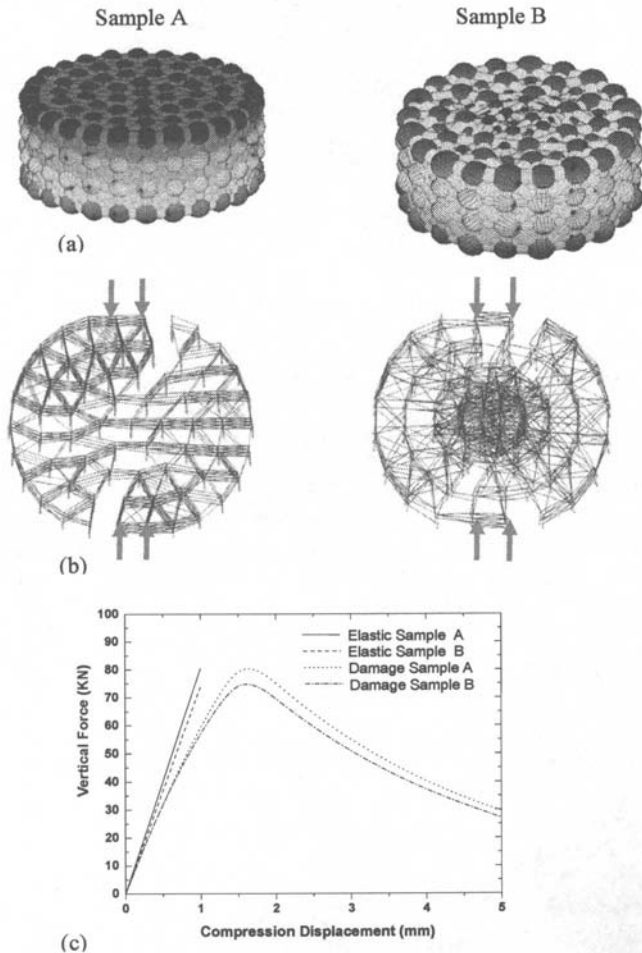 Sample A
Sample B
(a)
(b)
100
90
80
70
60
50
40
30
20
10
0
Vertical Force (KN)
Elastic Sample A
Elastic Sample B
Damage Sample A
Damage Sample B
0 1 2 3 4 5
Compression Displacement (mm)
(c)